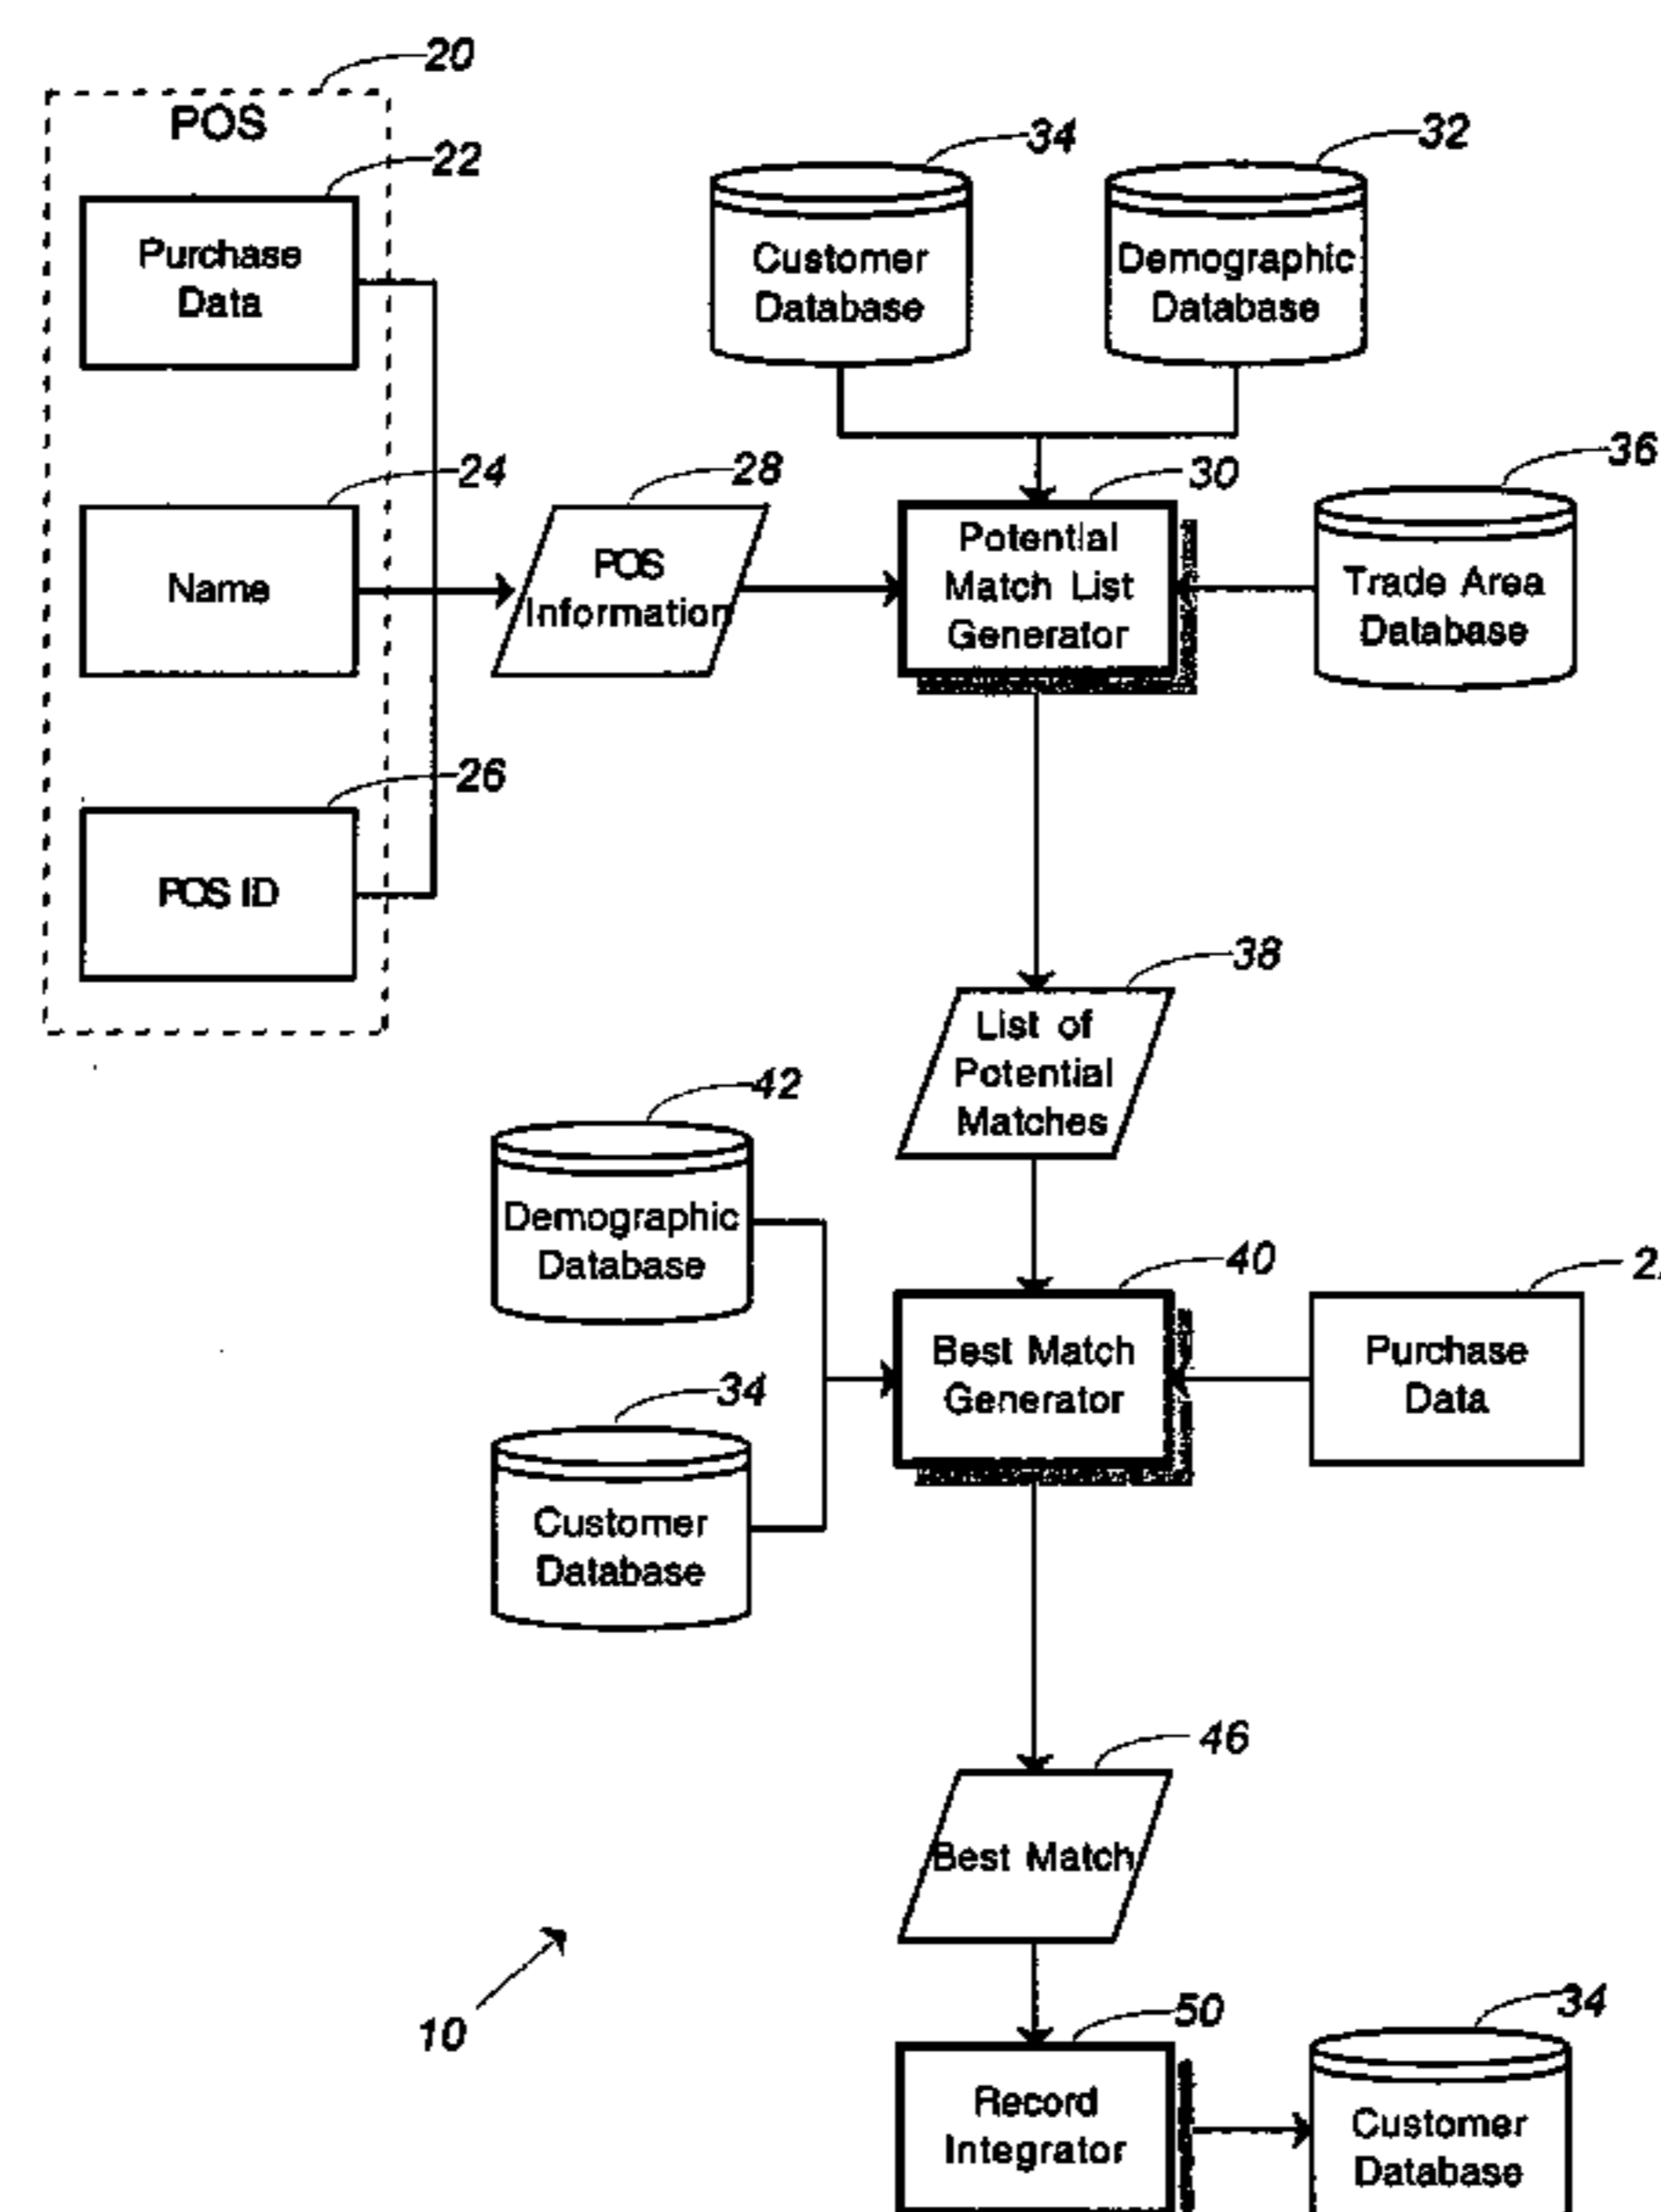 20
POS
22
Purchase
Data
34
32
Customer
Database
Demographic
Database
24
Name
28
POS
Information
30
Potential
Match List
Generator
36
Trade Area
Database
26
POS ID
38
List of
Potential
Matches
42
Demographic
Database
40
Best Match
Generator
Purchase
Data
34
Customer
Database
46
Best Match
10
50
Record
Integrator
34
Customer
Database